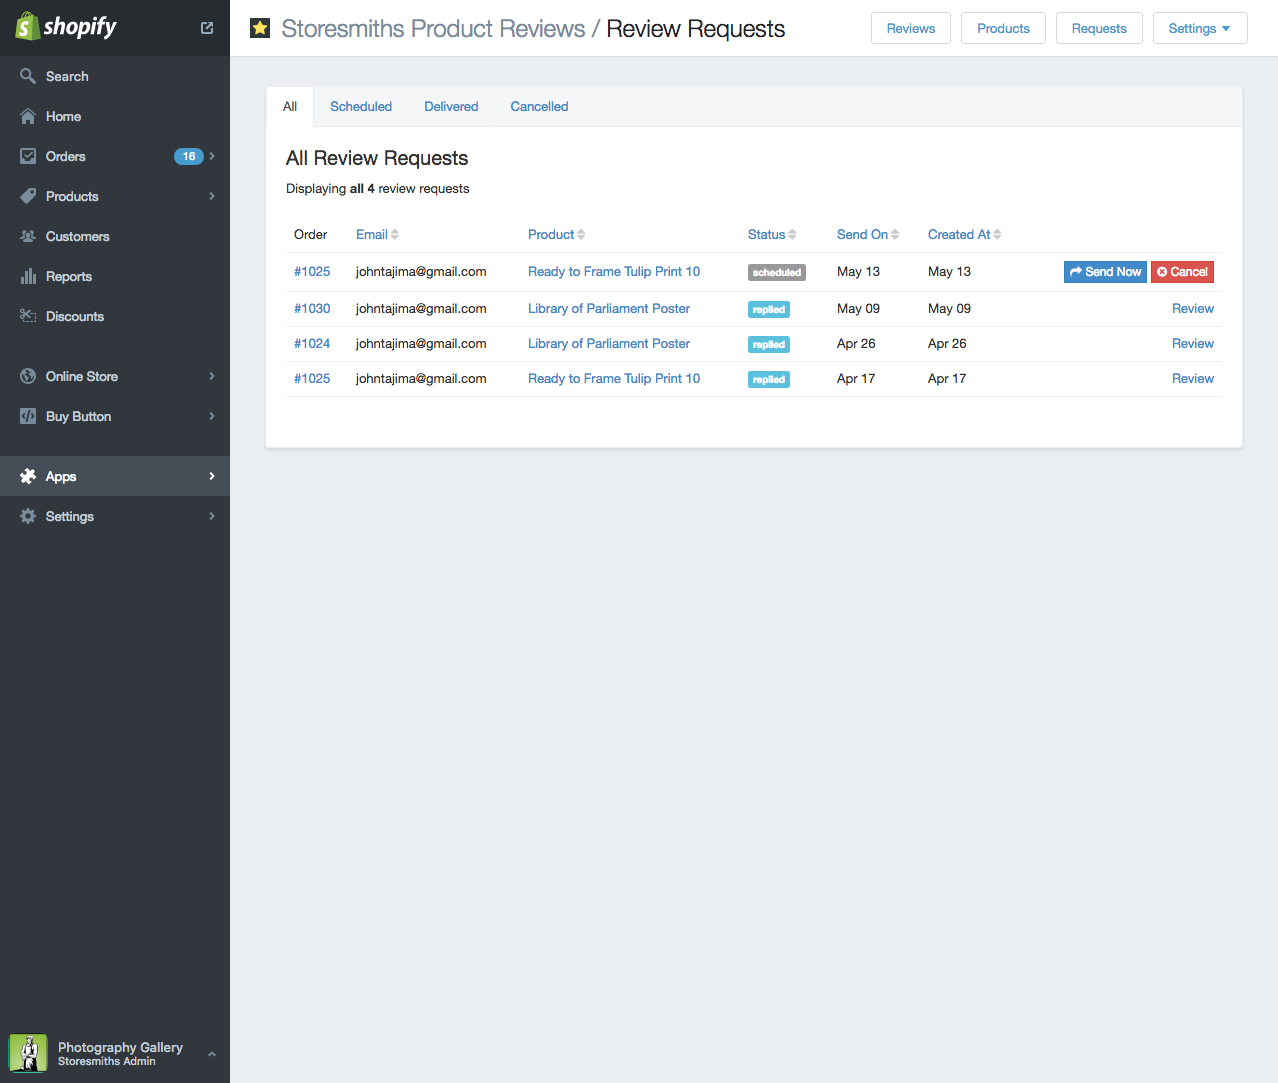 shopify
Search
Home
Orders 16
Products
Customers
Reports
Discounts
Online Store
Buy Button
Apps
Settings
Photography Gallery
Storesmiths Admin
Storesmiths Product Reviews / Review Requests
Reviews Products Requests Settings
All Scheduled Delivered Cancelled
All Review Requests
Displaying all 4 review requests
Order Email Product Status Send On Created At
#1025 johntajima@gmail.com Ready to Frame Tulip Print 10 scheduled May 13 May 13 Send Now Cancel
#1030 johntajima@gmail.com Library of Parliament Poster replied May 09 May 09 Review
#1024 johntajima@gmail.com Library of Parliament Poster replied Apr 26 Apr 26 Review
#1025 johntajima@gmail.com Ready to Frame Tulip Print 10 replied Apr 17 Apr 17 Review